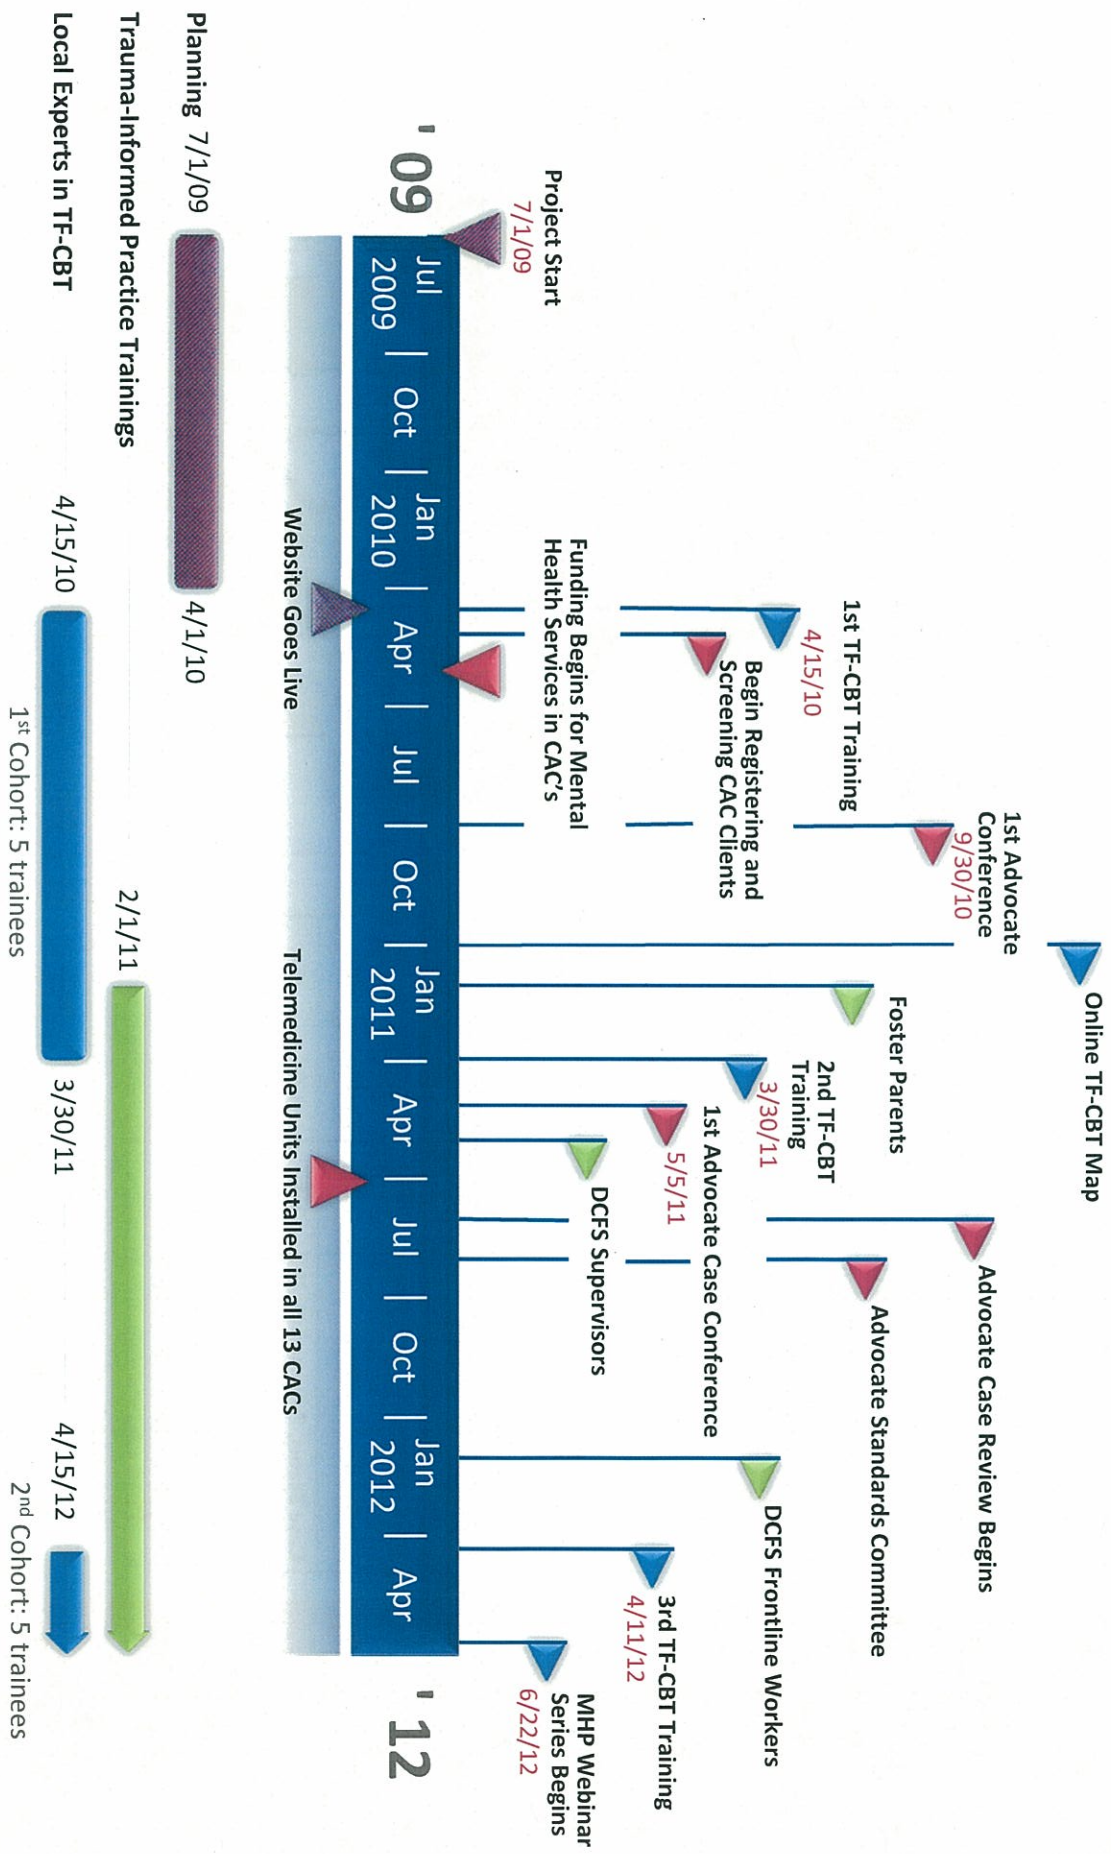 Online TF-CBT Map
1st Advocate
Conference
9/30/10
Advocate Case Review Begins
Foster Parents
Advocate Standards Committee
1st TF-CBT Training
4/15/10
2nd TF-CBT
Training
3/30/11
Begin Registering and
Screening CAC Clients
DCFS Frontline Workers
1st Advocate Case Conference
5/5/11
3rd TF-CBT Training
4/11/12
Project Start
7/1/09
Funding Begins for Mental
Health Services in CAC's
DCFS Supervisors
MHP Webinar
Series Begins
6/22/12
' 09
Jul
2009
Oct
Jan
2010
Apr
Jul
Oct
Jan
2011
Apr
Jul
Oct
Jan
2012
Apr
' 12
Website Goes Live
Telemedicine Units Installed in all 13 CACs
Planning 7/1/09
4/1/10
Trauma-Informed Practice Trainings
2/1/11
Local Experts in TF-CBT
4/15/10
3/30/11
4/15/12
1st Cohort: 5 trainees
2nd Cohort: 5 trainees